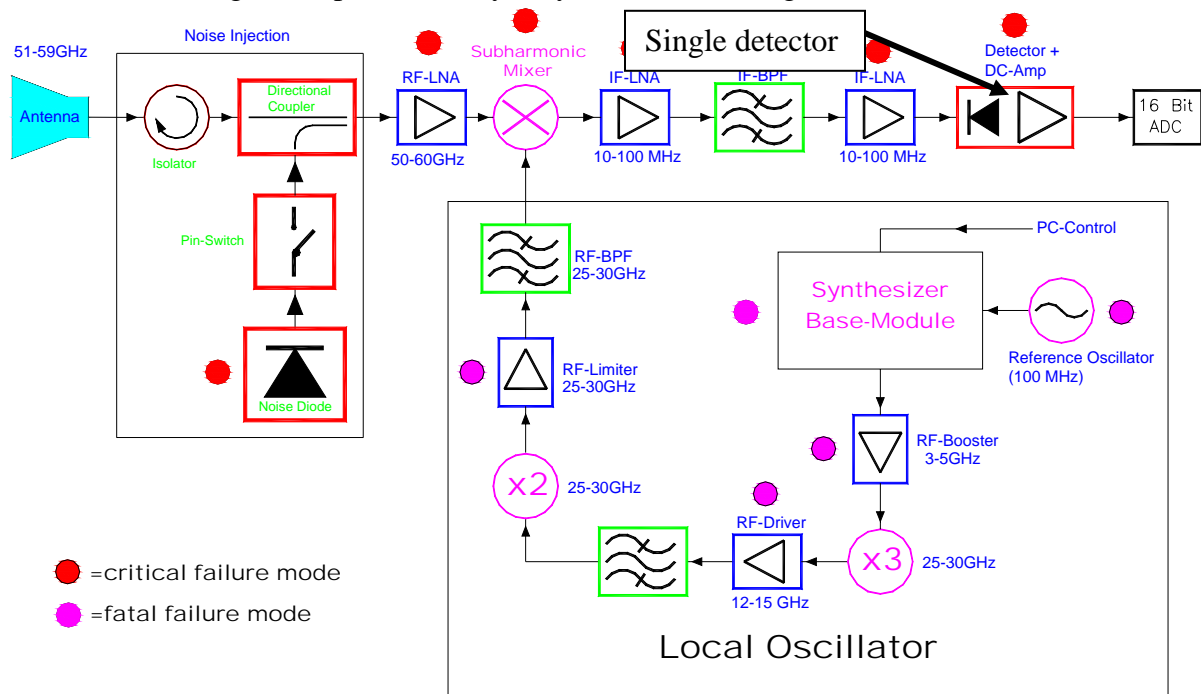 51-59GHz
Antenna
Noise Injection
Isolator
Directional
Coupler
Pin-Switch
Noise Diode
RF-LNA
50-60GHz
Subharmonic
Mixer
IF-LNA
10-100 MHz
Single detector
IF-BPF
IF-LNA
10-100 MHz
Detector +
DC-Amp
16 Bit
ADC
PC-Control
Synthesizer
Base-Module
Reference Oscillator
(100 MHz)
RF-BPF
25-30GHz
RF-Limiter
25-30GHz
RF-Booster
3-5GHz
x2
25-30GHz
RF-Driver
12-15 GHz
x3
25-30GHz
Local Oscillator
=critical failure mode
=fatal failure mode